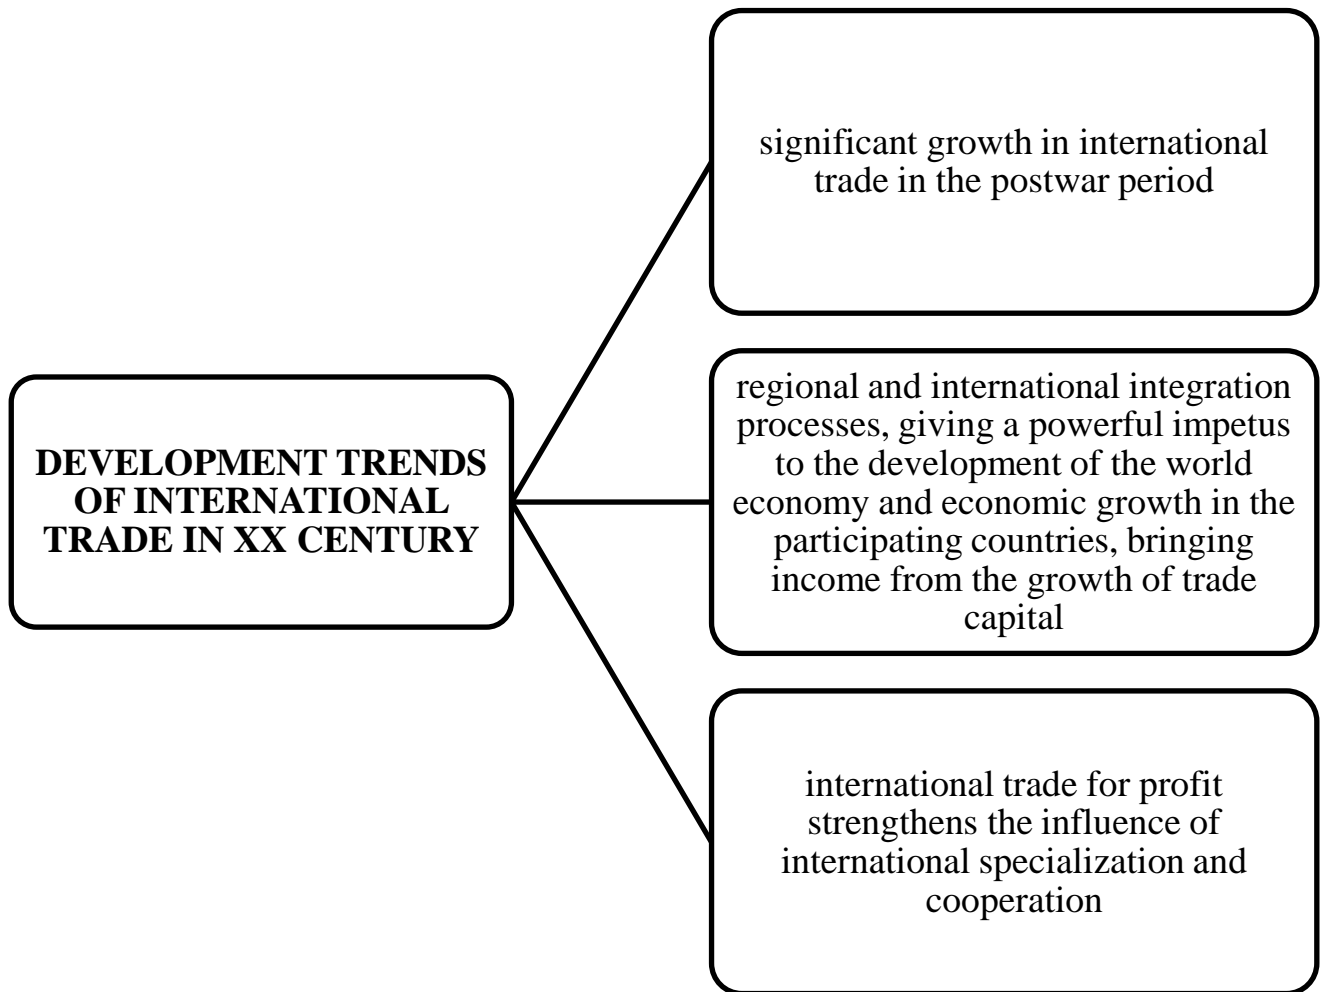 DEVELOPMENT TRENDS
OF INTERNATIONAL
TRADE IN XX CENTURY
significant growth in international
trade in the postwar period
regional and international integration
processes, giving a powerful impetus
to the development of the world
economy and economic growth in the
participating countries, bringing
income from the growth of trade
capital
international trade for profit
strengthens the influence of
international specialization and
cooperation